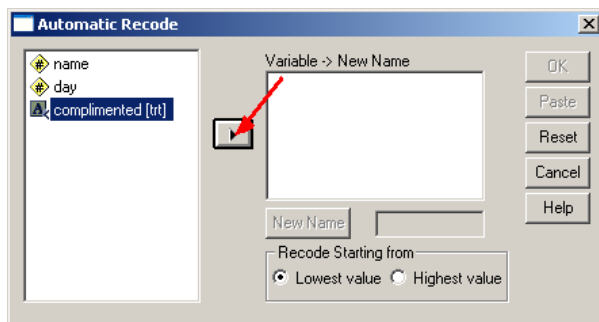 Automatic Recode
name
day
complimented [trt]
Variable -> New Name
New Name
Recode Starting from
Lowest value
Highest value
OK
Paste
Reset
Cancel
Help